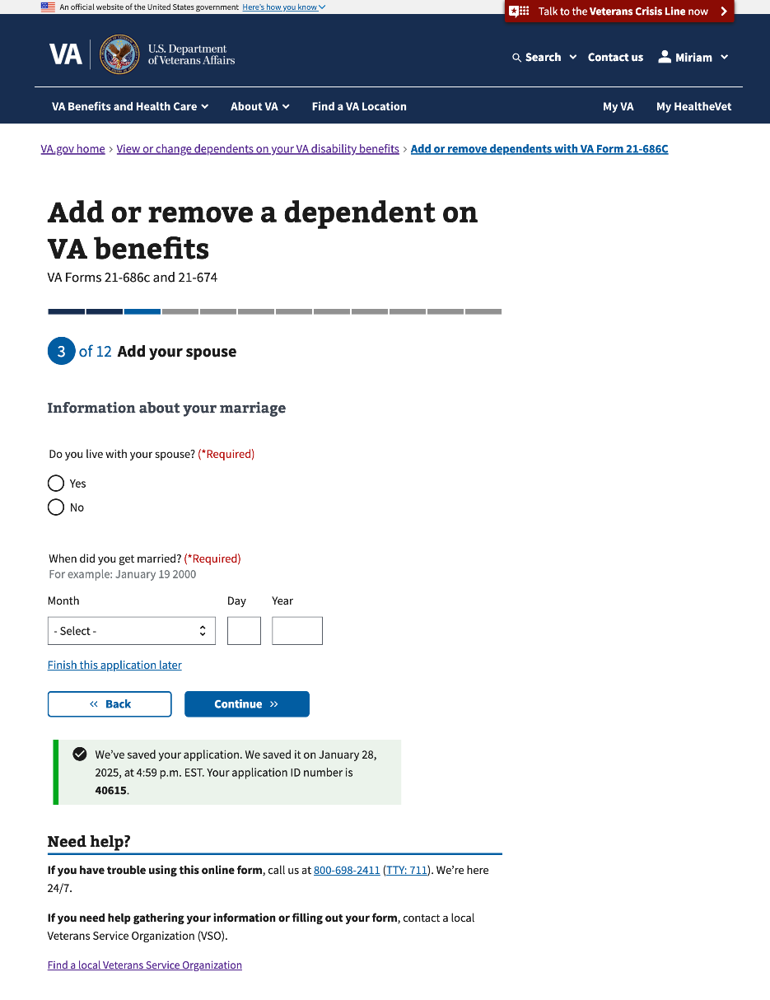 An official website of the United States government Here's how you know
Talk to the Veterans Crisis Line now
VA
U.S. Department
of Veterans Affairs
Search Contact us Miriam
VA Benefits and Health Care About VA Find a VA Location My VA My HealtheVet
VA.gov home › View or change dependents on your VA disability benefits › Add or remove dependents with VA Form 21-686C
Add or remove a dependent on
VA benefits
VA Forms 21-686c and 21-674
3 of 12 Add your spouse
Information about your marriage
Do you live with your spouse? (*Required)
Yes
No
When did you get married? (*Required)
For example: January 19 2000
Month Day Year
- Select -
Finish this application later
« Back Continue »
We've saved your application. We saved it on January 28,
2025, at 4:59 p.m. EST. Your application ID number is
40615.
Need help?
If you have trouble using this online form, call us at 800-698-2411 (TTY: 711). We're here
24/7.
If you need help gathering your information or filling out your form, contact a local
Veterans Service Organization (VSO).
Find a local Veterans Service Organization